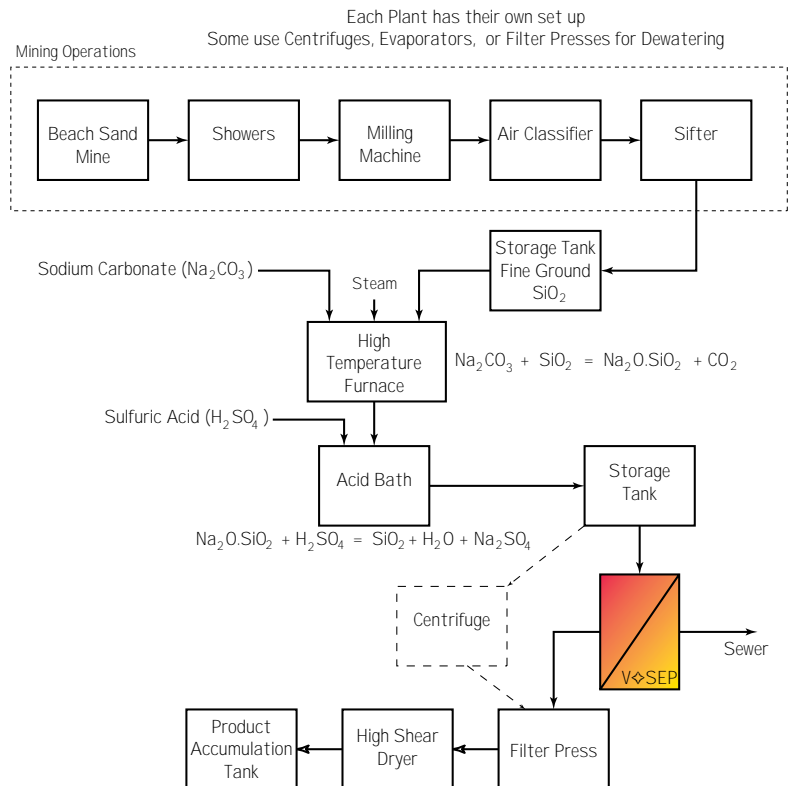 Each Plant has their own set up
Some use Centrifuges, Evaporators, or Filter Presses for Dewatering
Mining Operations
Beach Sand
Mine
Showers
Milling
Machine
Air Classifier
Sifter
Storage Tank
Fine Ground
SiO₂
Sodium Carbonate (Na₂CO₃)
Steam
High
Temperature
Furnace
Na₂CO₃ + SiO₂ = Na₂O.SiO₂ + CO₂
Sulfuric Acid (H₂SO₄)
Acid Bath
Storage
Tank
Na₂O.SiO₂ + H₂SO₄ = SiO₂ + H₂O + Na₂SO₄
Centrifuge
Sewer
V✧SEP
Product
Accumulation
Tank
High Shear
Dryer
Filter Press